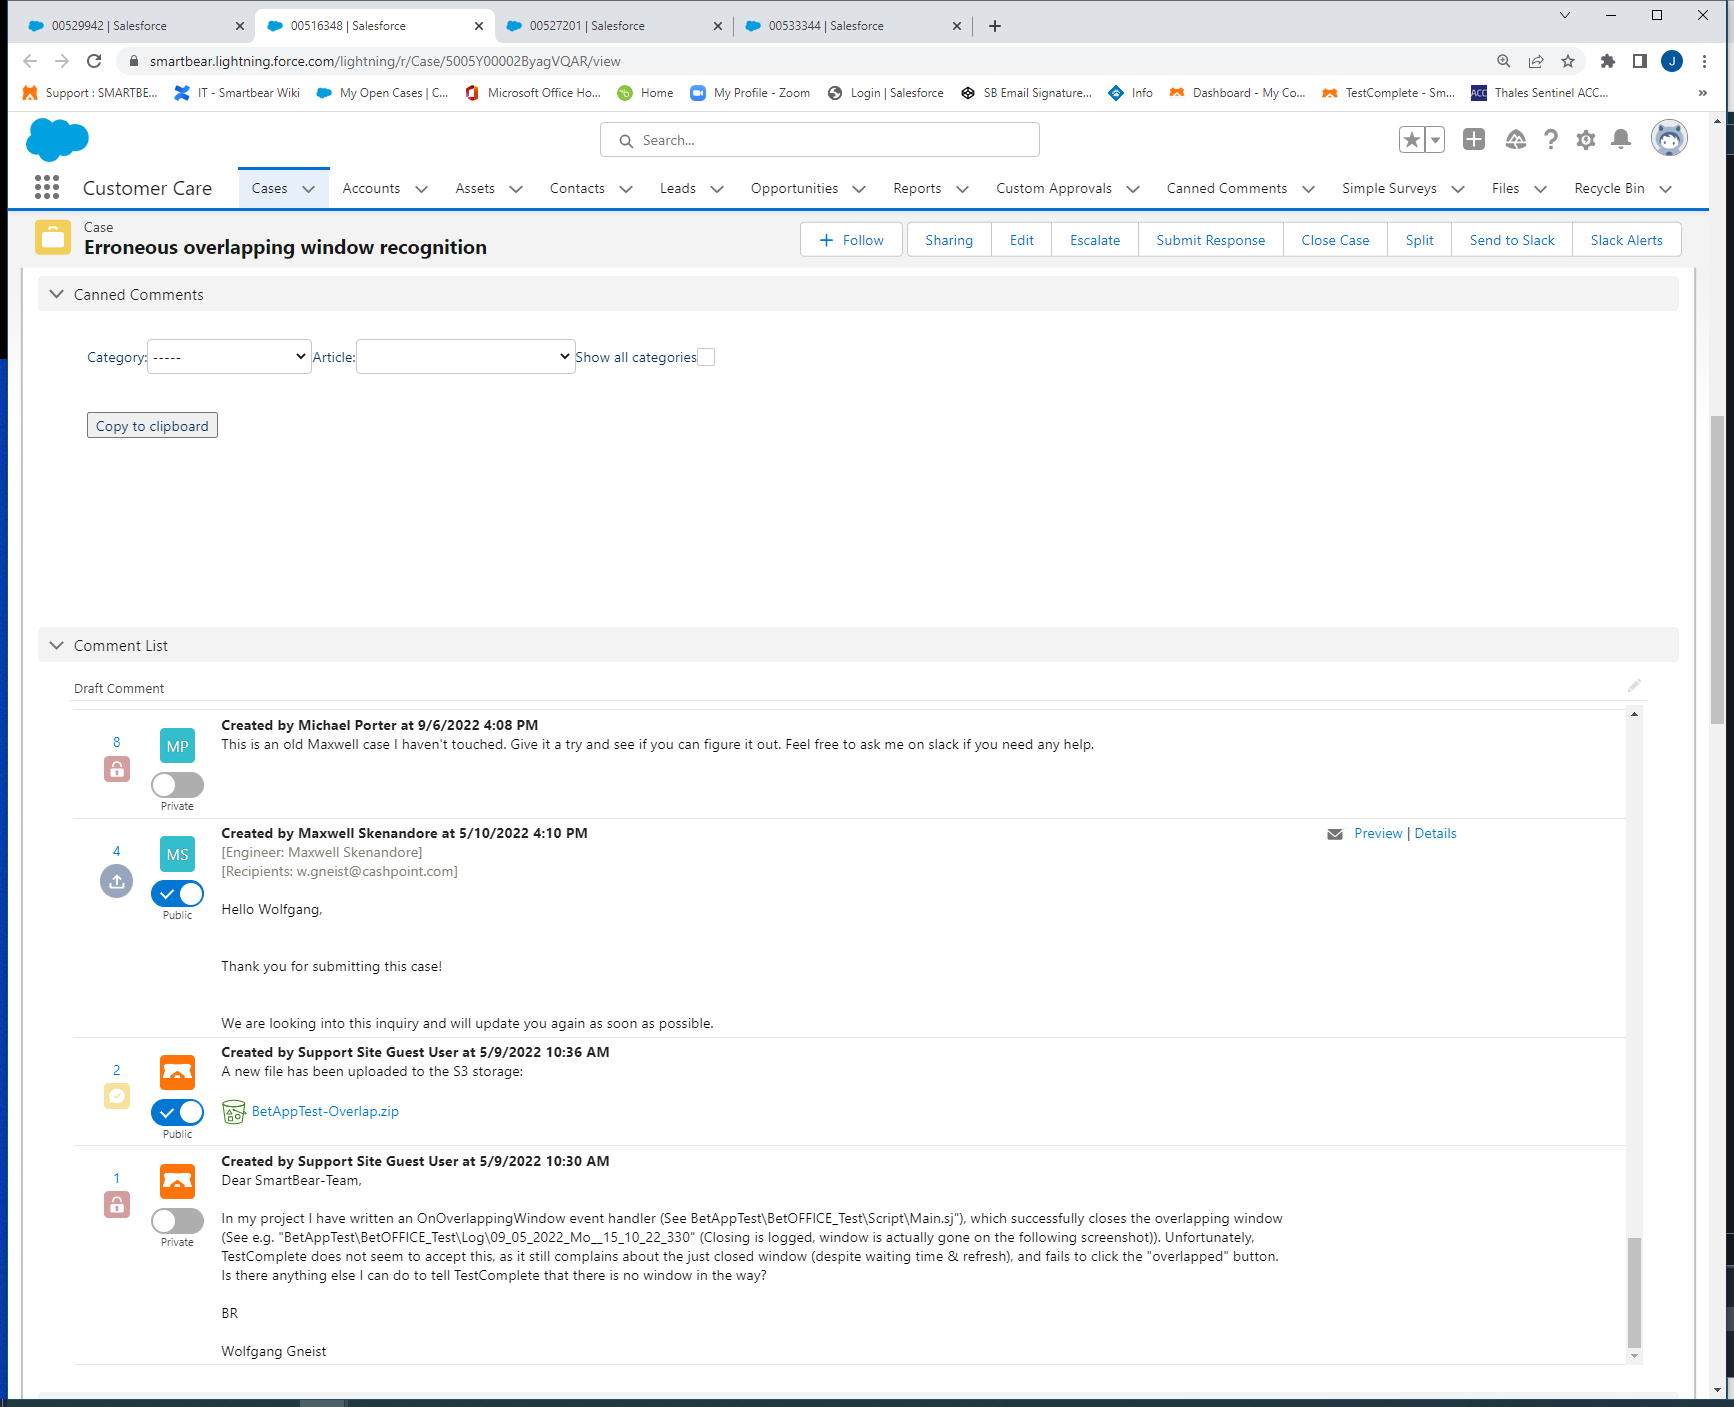 00529942 | Salesforce
00516348 | Salesforce
00527201 | Salesforce
00533344 | Salesforce
smartbear.lightning.force.com/lightning/r/Case/5005Y00002ByagVQAR/view
J
Support : SMARTBE...
IT - Smartbear Wiki
My Open Cases | C...
Microsoft Office Ho...
Home
My Profile - Zoom
Login | Salesforce
SB Email Signature...
Info
Dashboard - My Co...
TestComplete - Sm...
ACC
Thales Sentinel ACC...
»
Search...
Customer Care
Cases
Accounts
Assets
Contacts
Leads
Opportunities
Reports
Custom Approvals
Canned Comments
Simple Surveys
Files
Recycle Bin
Case
Erroneous overlapping window recognition
+ Follow
Sharing
Edit
Escalate
Submit Response
Close Case
Split
Send to Slack
Slack Alerts
Canned Comments
Category: -----
Article:
Show all categories
Copy to clipboard
Comment List
Draft Comment
8
MP
Private
Created by Michael Porter at 9/6/2022 4:08 PM
This is an old Maxwell case I haven't touched. Give it a try and see if you can figure it out. Feel free to ask me on slack if you need any help.
4
MS
Public
Created by Maxwell Skenandore at 5/10/2022 4:10 PM
Preview | Details
[Engineer: Maxwell Skenandore]
[Recipients: w.gneist@cashpoint.com]
Hello Wolfgang,
Thank you for submitting this case!
We are looking into this inquiry and will update you again as soon as possible.
2
Public
Created by Support Site Guest User at 5/9/2022 10:36 AM
A new file has been uploaded to the S3 storage:
BetAppTest-Overlap.zip
1
Private
Created by Support Site Guest User at 5/9/2022 10:30 AM
Dear SmartBear-Team,
In my project I have written an OnOverlappingWindow event handler (See BetAppTest\BetOFFICE_Test\Script\Main.sj"), which successfully closes the overlapping window
(See e.g. "BetAppTest\BetOFFICE_Test\Log\09_05_2022_Mo__15_10_22_330" (Closing is logged, window is actually gone on the following screenshot)). Unfortunately,
TestComplete does not seem to accept this, as it still complains about the just closed window (despite waiting time & refresh), and fails to click the "overlapped" button.
Is there anything else I can do to tell TestComplete that there is no window in the way?
BR
Wolfgang Gneist